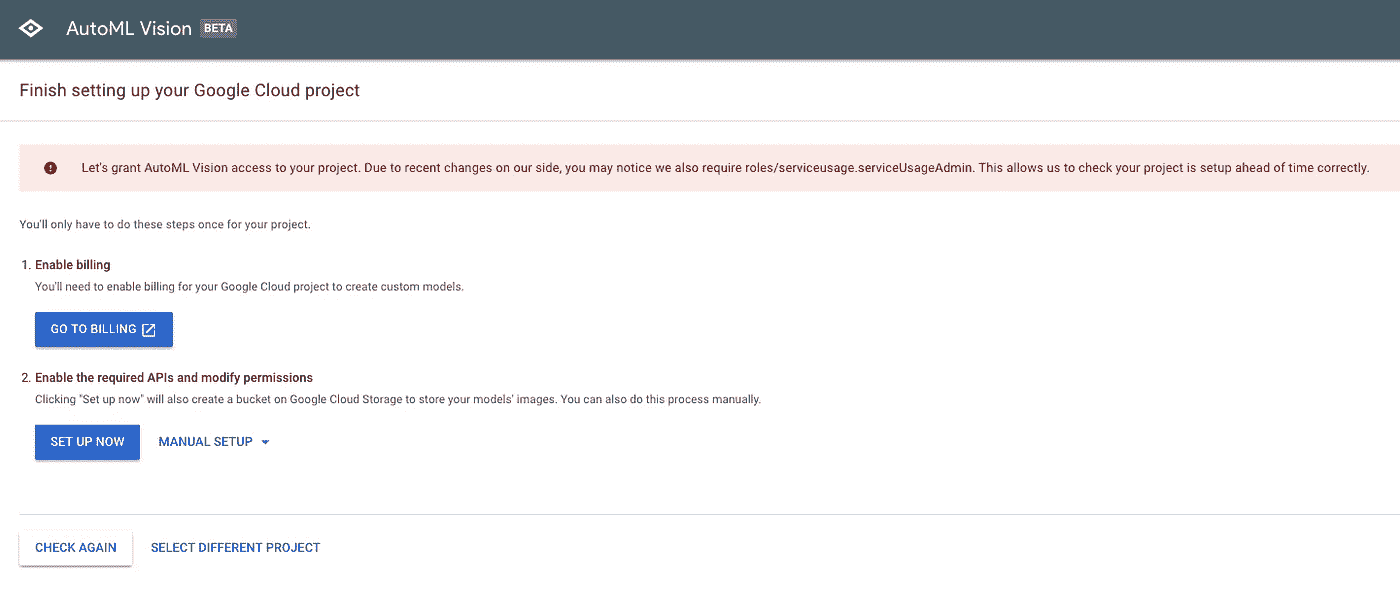 AutoML Vision BETA
Finish setting up your Google Cloud project
Let's grant AutoML Vision access to your project. Due to recent changes on our side, you may notice we also require roles/serviceusage.serviceUsageAdmin. This allows us to check your project is setup ahead of time correctly.
You'll only have to do these steps once for your project.
1. Enable billing
You'll need to enable billing for your Google Cloud project to create custom models.
GO TO BILLING
2. Enable the required APIs and modify permissions
Clicking "Set up now" will also create a bucket on Google Cloud Storage to store your models' images. You can also do this process manually.
SET UP NOW MANUAL SETUP
CHECK AGAIN SELECT DIFFERENT PROJECT